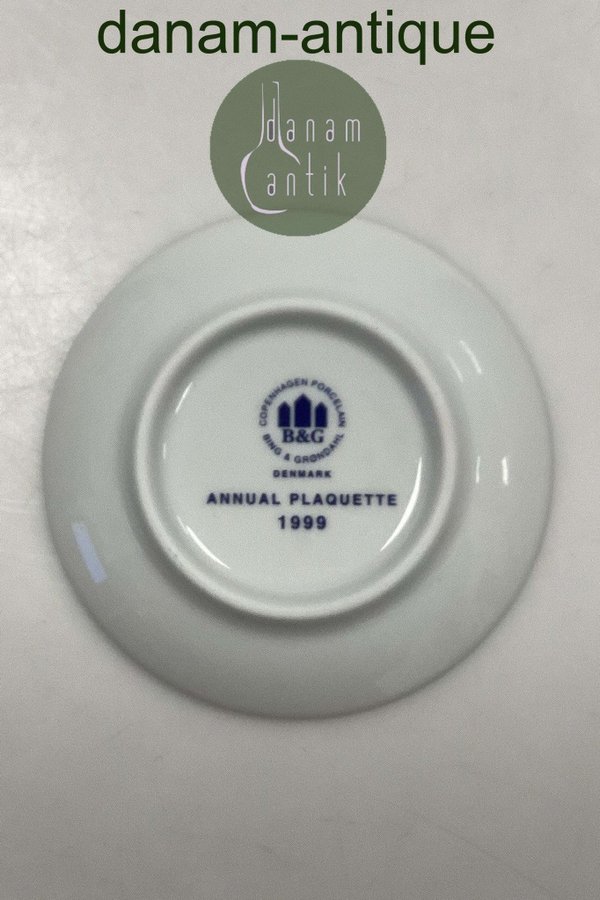 danam-antique
danam
antik
COPENHAGEN PORCELAIN
B&G
BING & GRØNDAHL
DENMARK
ANNUAL PLAQUETTE
1999